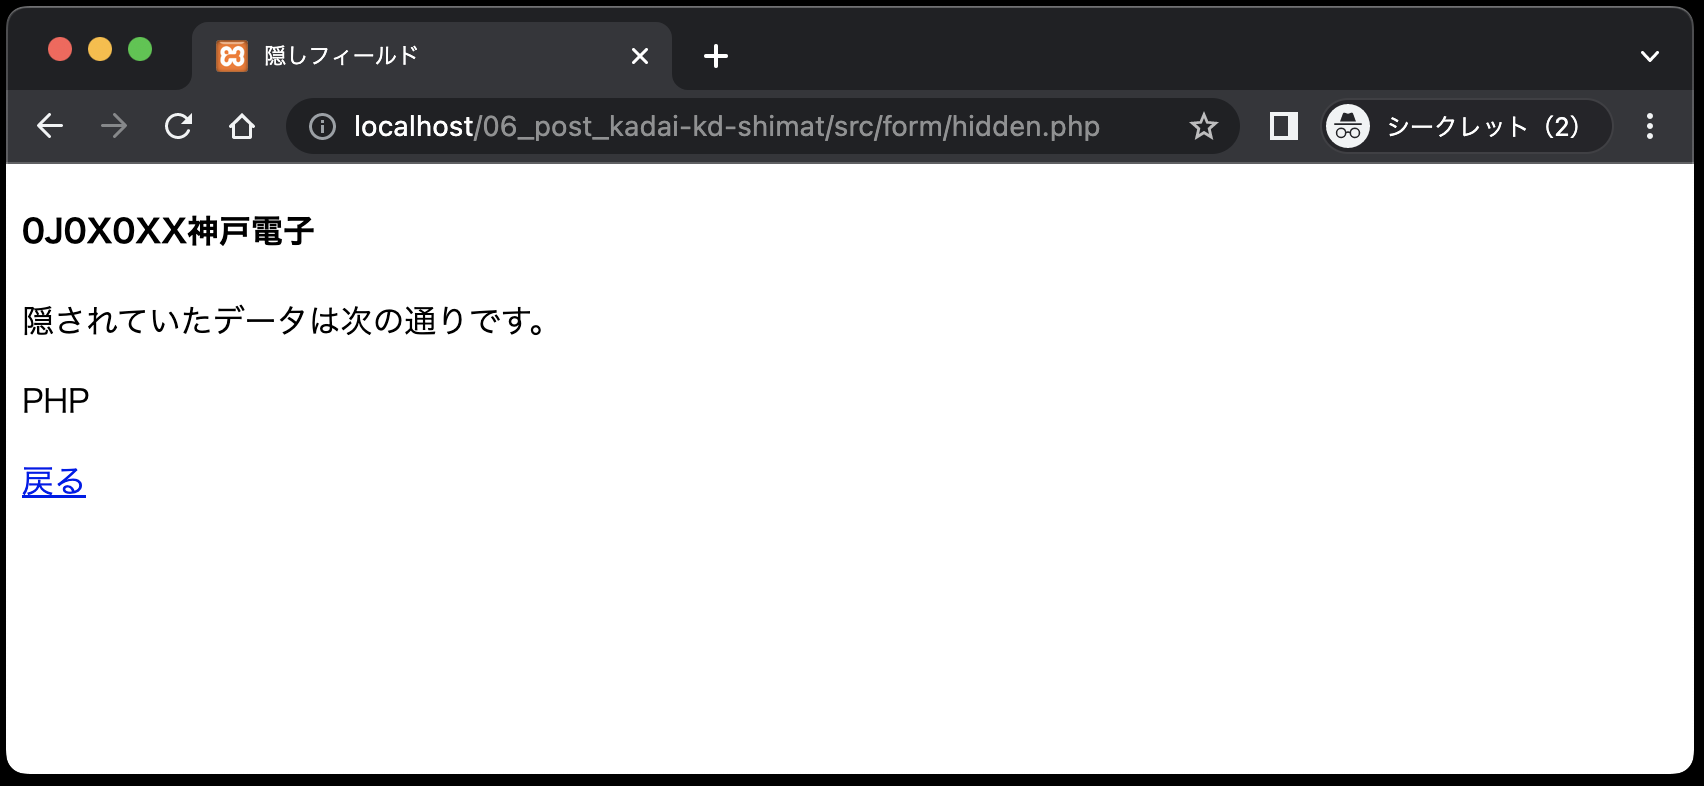 隠しフィールド
localhost/06_post_kadai-kd-shimat/src/form/hidden.php
シークレット（2）
0J0X0XX神戸電子
隠されていたデータは次の通りです。
PHP
戻る